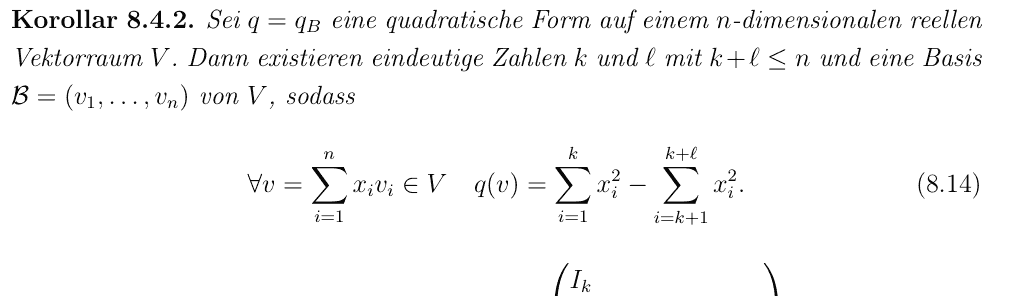 Korollar 8.4.2. Sei q = q_B eine quadratische Form auf einem n-dimensionalen reellen
Vektorraum V. Dann existieren eindeutige Zahlen k und ℓ mit k + ℓ ≤ n und eine Basis
ℬ = (v_1, . . . , v_n) von V, sodass
∀v = ∑_{i=1}^{n} x_i v_i ∈ V q(v) = ∑_{i=1}^{k} x_i^2 − ∑_{i=k+1}^{k+ℓ} x_i^2. (8.14)
( I_k )